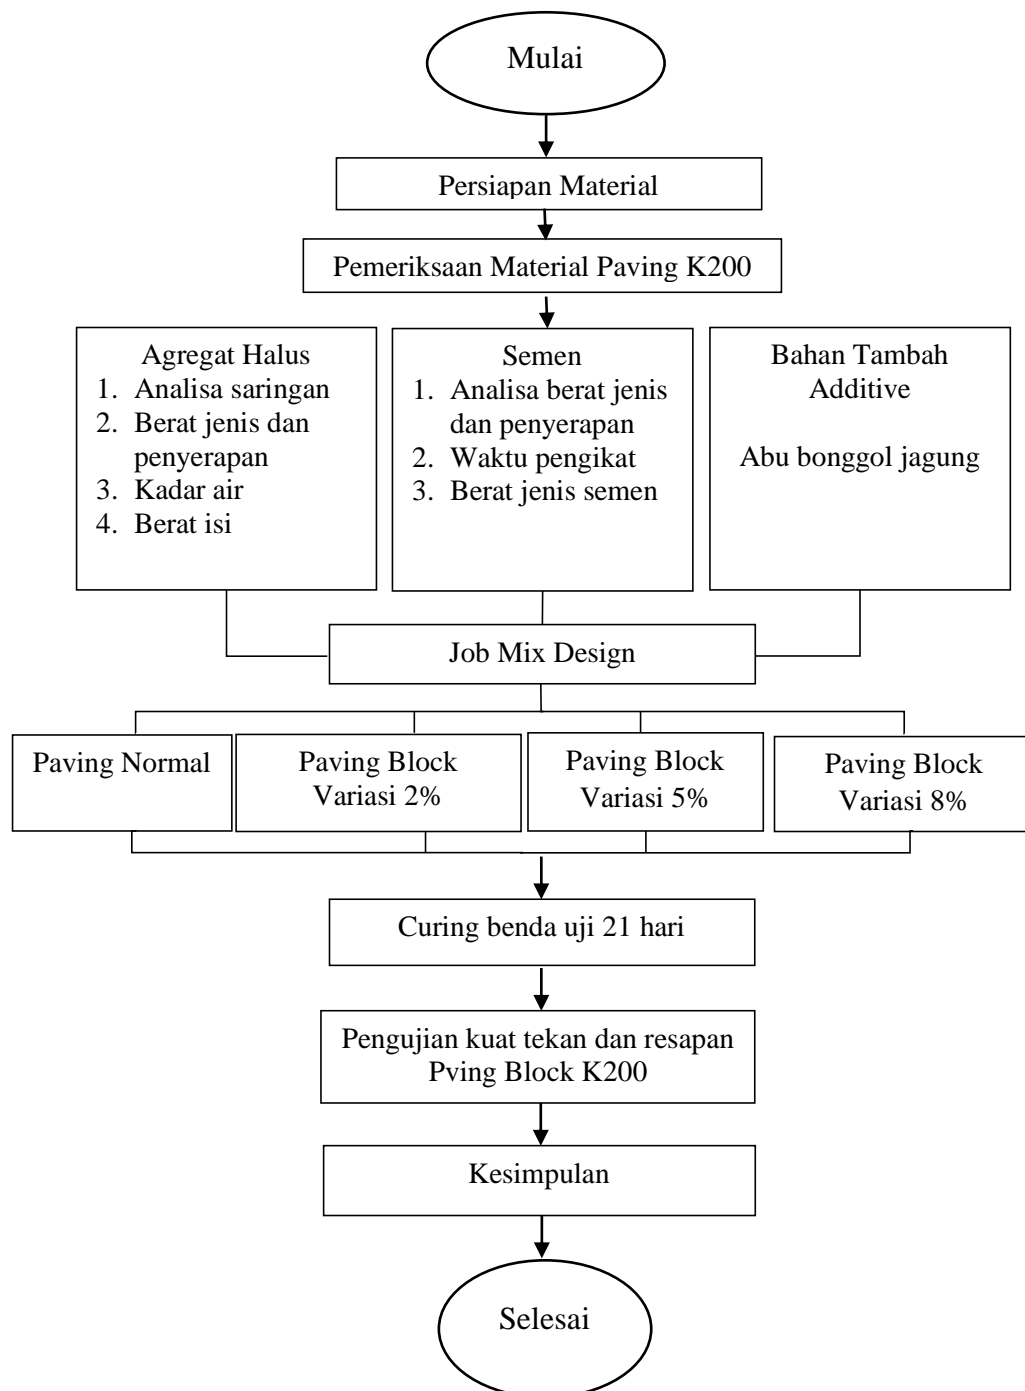 Mulai
Persiapan Material
Pemeriksaan Material Paving K200
Agregat Halus
1. Analisa saringan
2. Berat jenis dan
penyerapan
3. Kadar air
4. Berat isi
Semen
1. Analisa berat jenis
dan penyerapan
2. Waktu pengikat
3. Berat jenis semen
Bahan Tambah
Additive
Abu bonggol jagung
Job Mix Design
Paving Normal
Paving Block
Variasi 2%
Paving Block
Variasi 5%
Paving Block
Variasi 8%
Curing benda uji 21 hari
Pengujian kuat tekan dan resapan
Pving Block K200
Kesimpulan
Selesai